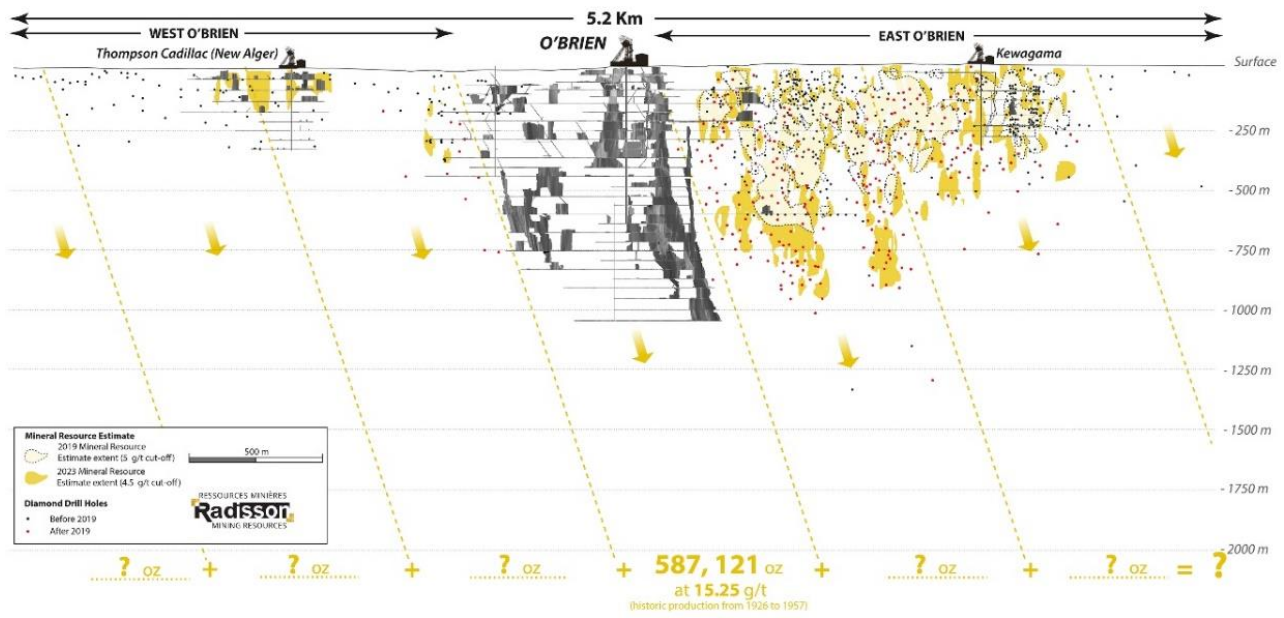 5.2 Km
WEST O'BRIEN
O'BRIEN
EAST O'BRIEN
Thompson Cadillac (New Alger)
Kewagama
Surface
- 250 m
- 500 m
- 750 m
- 1000 m
- 1250 m
- 1500 m
- 1750 m
- 2000 m
Mineral Resource Estimate
2019 Mineral Resource
Estimate extent (5 g/t cut-off)
2023 Mineral Resource
Estimate extent (4.5 g/t cut-off)
500 m
Diamond Drill Holes
Before 2019
After 2019
RESSOURCES MINIÈRES
Radisson
MINING RESOURCES
? oz + ? oz + ? oz + 587, 121 oz + ? oz + ? oz = ?
at 15.25 g/t
(historic production from 1926 to 1957)